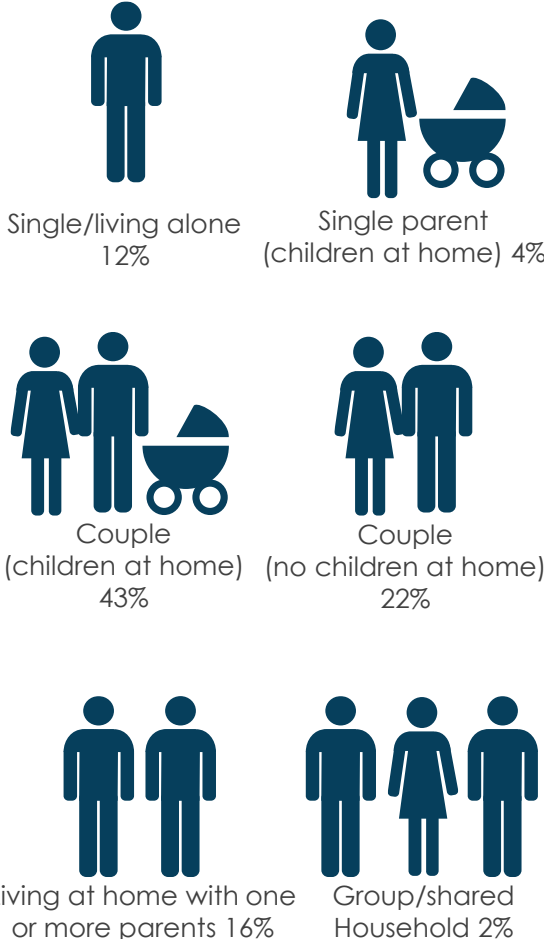 Single/living alone
12%
Single parent
(children at home) 4%
Couple
(children at home)
43%
Couple
(no children at home)
22%
iving at home with one
or more parents 16%
Group/shared
Household 2%